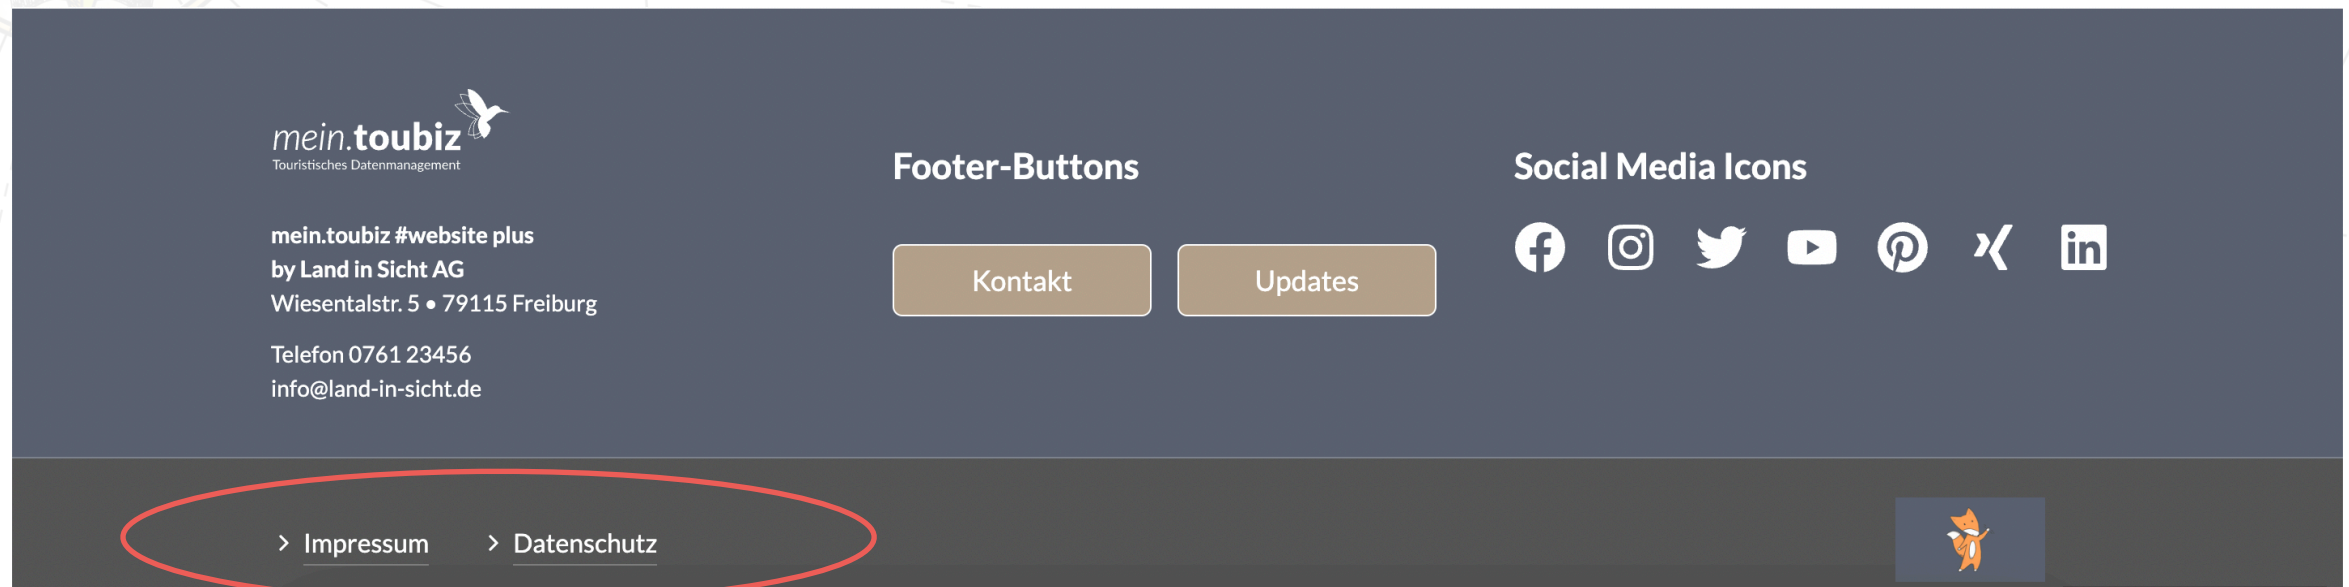 mein.toubiz
Touristisches Datenmanagement
mein.toubiz #website plus
by Land in Sicht AG
Wiesentalstr. 5 • 79115 Freiburg
Telefon 0761 23456
info@land-in-sicht.de
Footer-Buttons
Kontakt
Updates
Social Media Icons
Impressum
Datenschutz